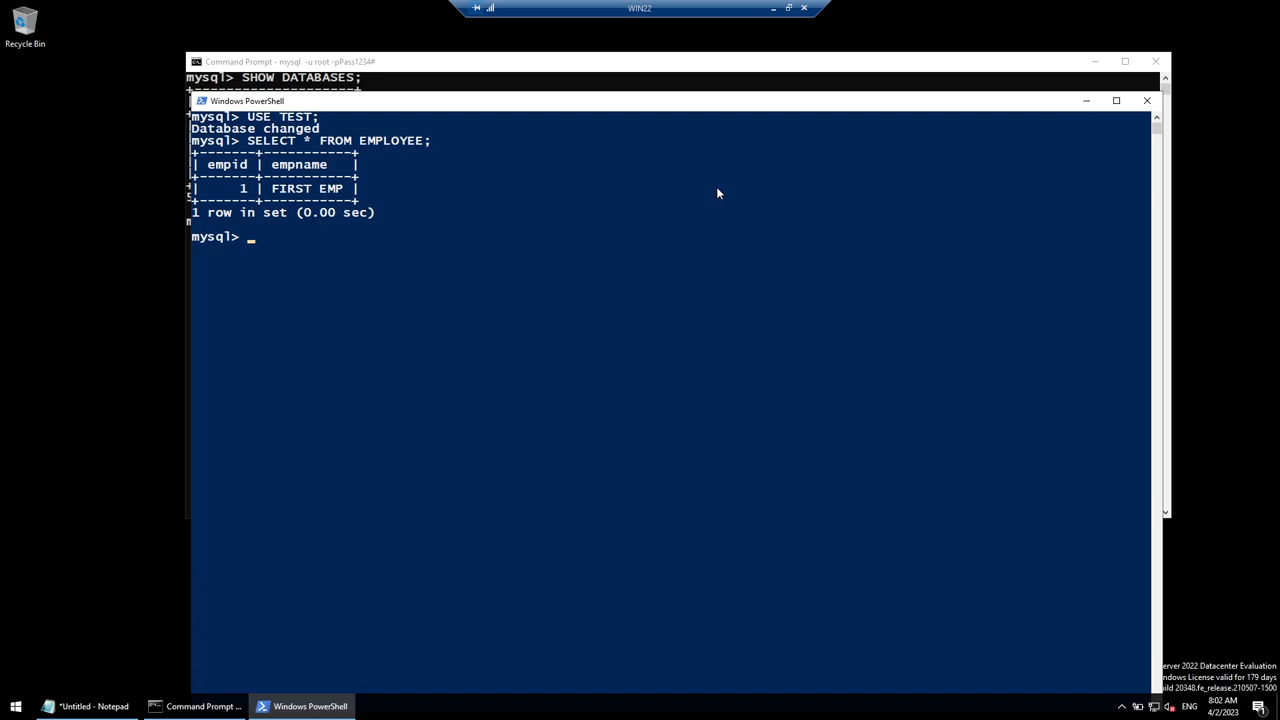 WIN22
Recycle Bin
Command Prompt - mysql -u root -pPass1234#
mysql> SHOW DATABASES;
+--------------------+
Windows PowerShell
mysql> USE TEST;
Database changed
mysql> SELECT * FROM EMPLOYEE;
+-------+-----------+
| empid | empname   |
+-------+-----------+
|     1 | FIRST EMP |
+-------+-----------+
1 row in set (0.00 sec)
mysql>
erver 2022 Datacenter Evaluation
ndows License valid for 179 days
ild 20348.fe_release.210507-1500
*Untitled - Notepad
Command Prompt ...
Windows PowerShell
ENG
8:02 AM
4/2/2023